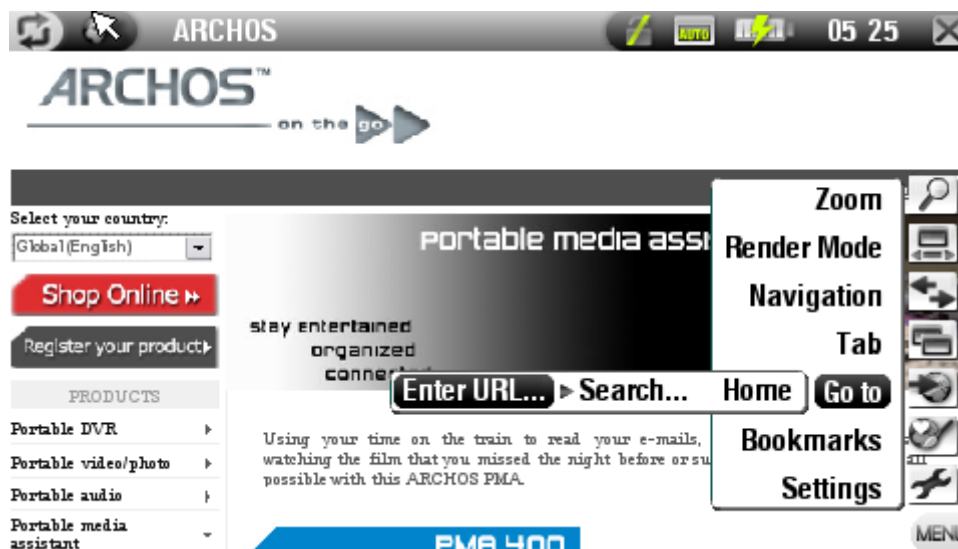 ARCHOS
AUTO
05 25
ARCHOS™
on the go
Select your country:
Global (English)
Shop Online
Register your product
PRODUCTS
Portable DVR
Portable video/photo
Portable audio
Portable media
assistant
portable media assi
stay entertained
organized
connected
Using your time on the train to read your e-mails,
watching the film that you missed the night before or su
possible with this ARCHOS PMA.
PMA 400
Zoom
Render Mode
Navigation
Tab
Enter URL... Search... Home Go to
Bookmarks
Settings
MENU